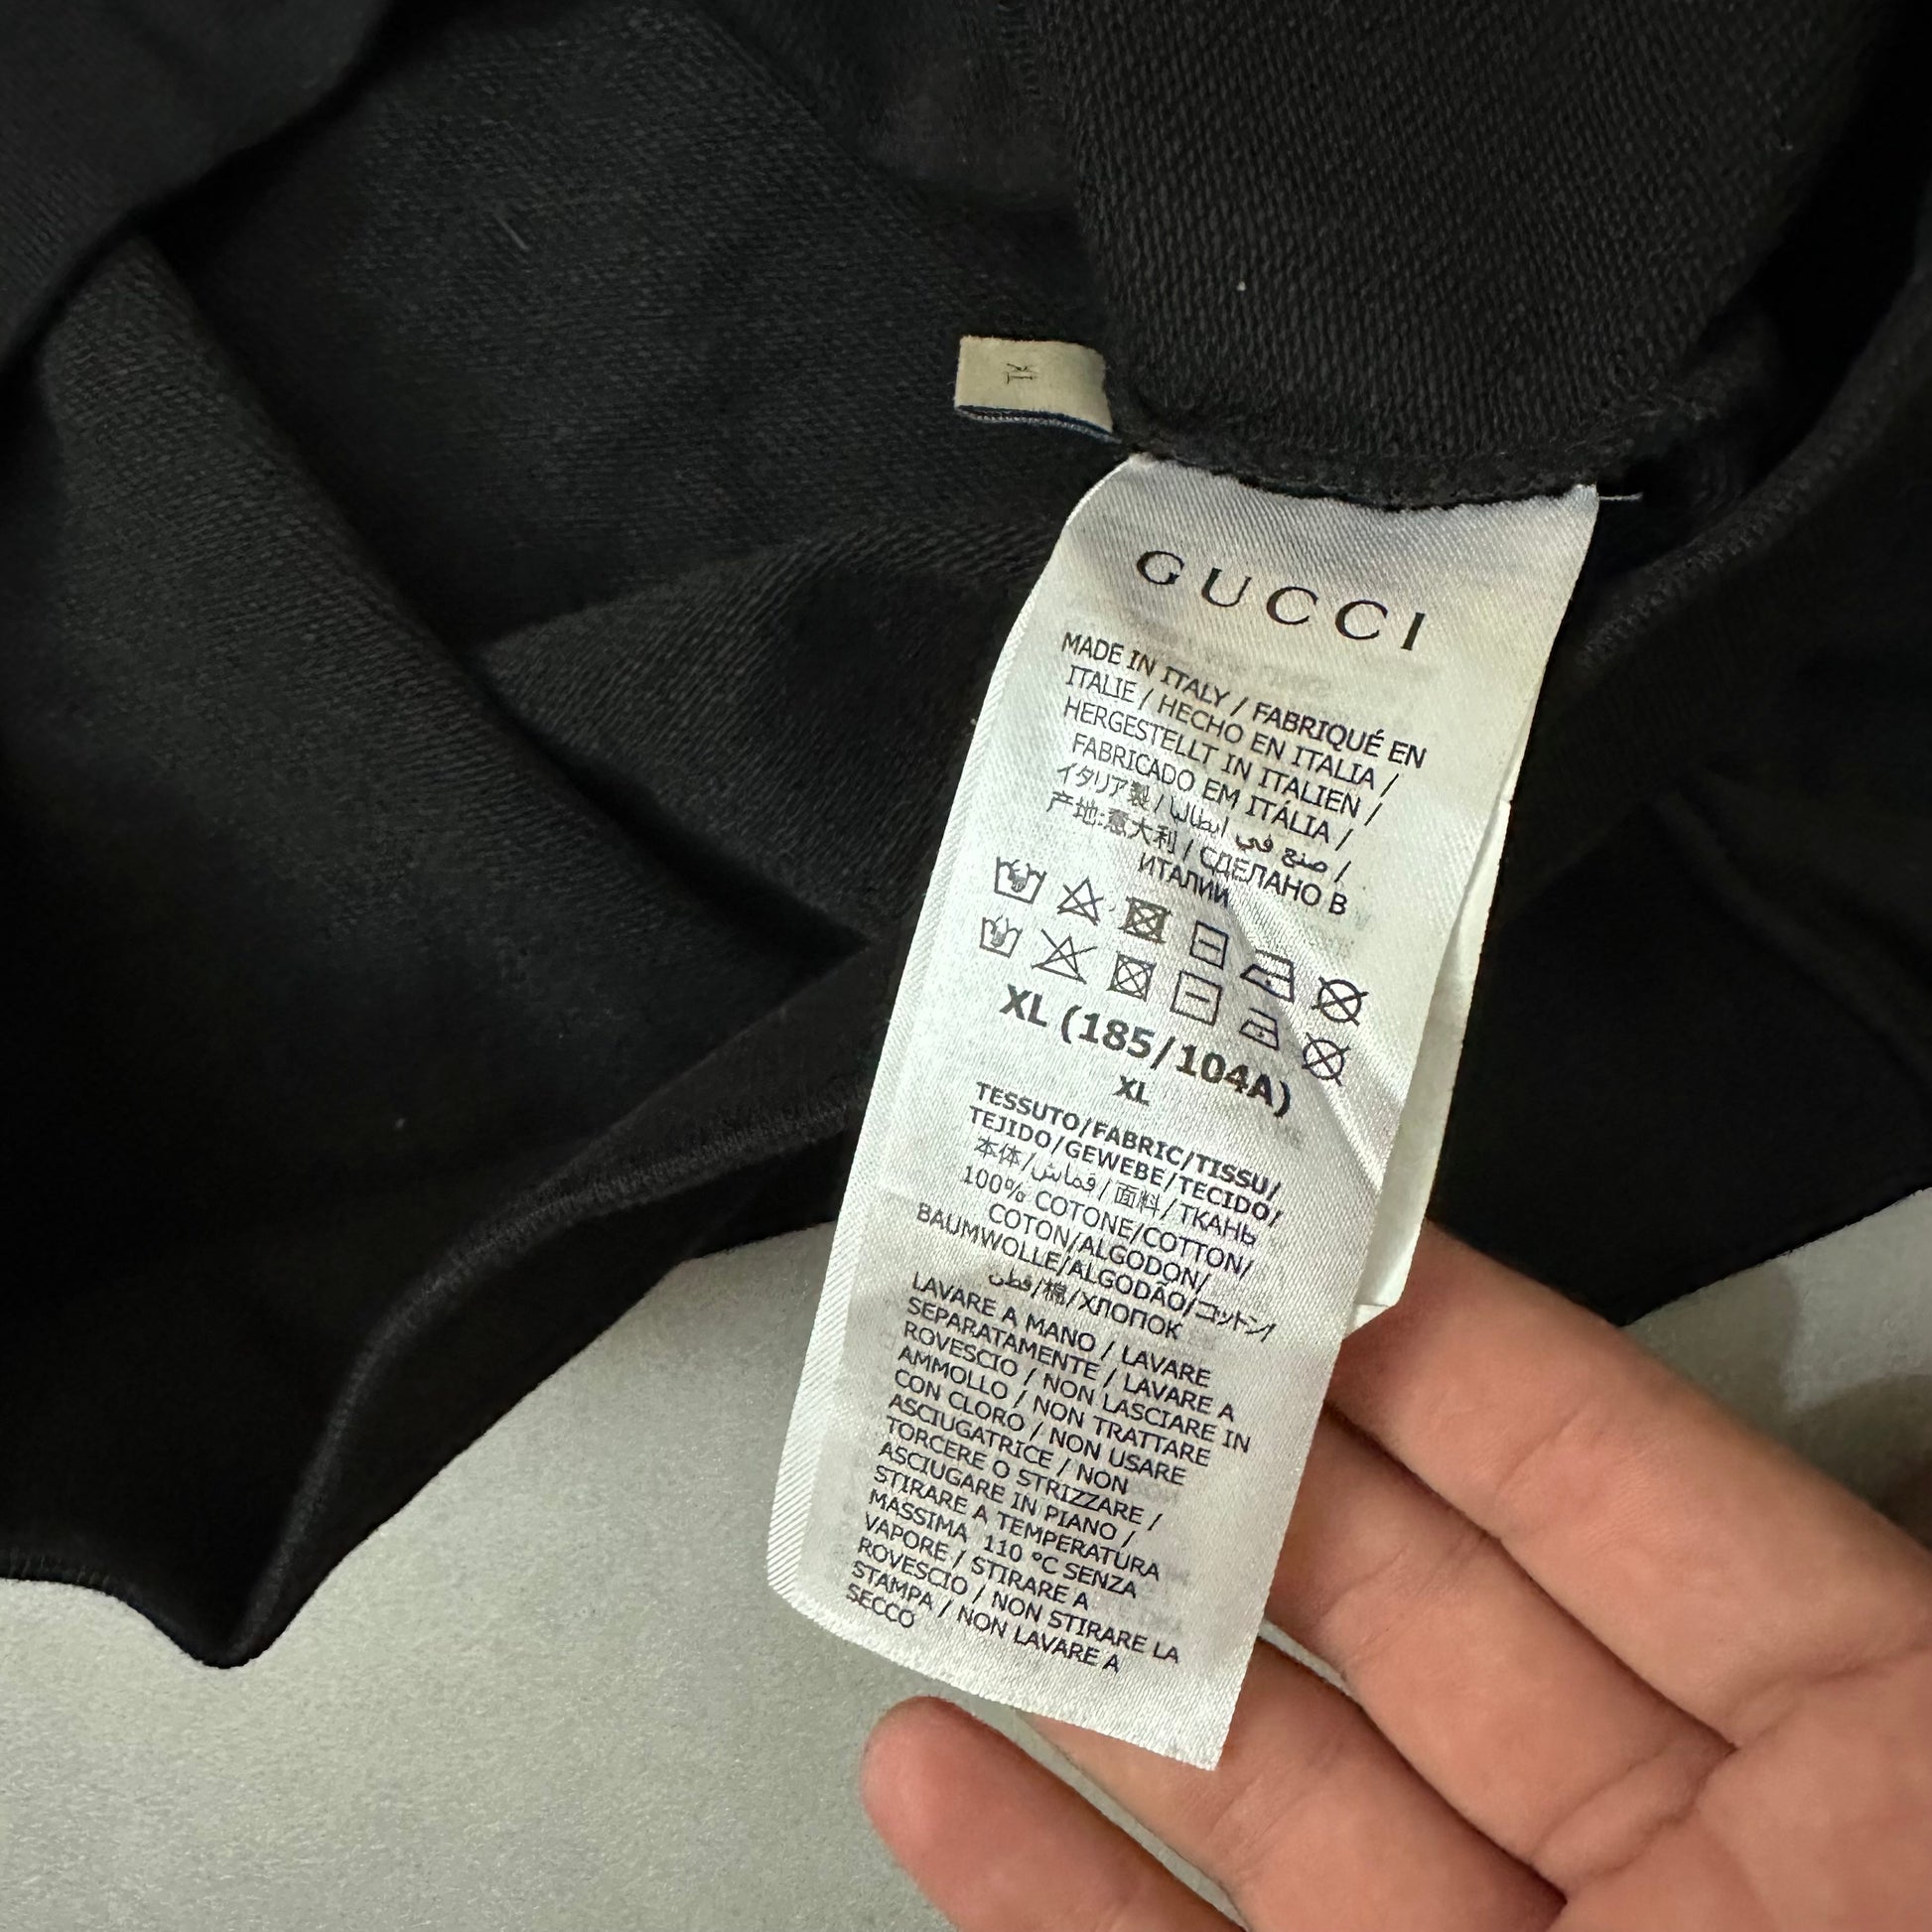 XL
GUCCI
MADE IN ITALY / FABRIQUÉ EN
ITALIE / HECHO EN ITALIA /
HERGESTELLT IN ITALIEN /
FABRICADO EM ITÁLIA /
イタリア製 / صنع في ايطاليا /
产地:意大利 / СДЕЛАНО В
ИТАЛИИ
XL (185/104A)
XL
TESSUTO/FABRIC/TISSU/
TEJIDO/GEWEBE/TECIDO/
本体/قماش/面料/ТКАНЬ
100% COTONE/COTTON/
COTON/ALGODON/
BAUMWOLLE/ALGODÃO/コットン/
قطن/棉/ХЛОПОК
LAVARE A MANO / LAVARE
SEPARATAMENTE / LAVARE A
ROVESCIO / NON LASCIARE IN
AMMOLLO / NON TRATTARE
CON CLORO / NON USARE
ASCIUGATRICE / NON
TORCERE O STRIZZARE /
ASCIUGARE IN PIANO /
STIRARE A TEMPERATURA
MASSIMA 110 °C SENZA
VAPORE / STIRARE A
ROVESCIO / NON STIRARE LA
STAMPA / NON LAVARE A
SECCO